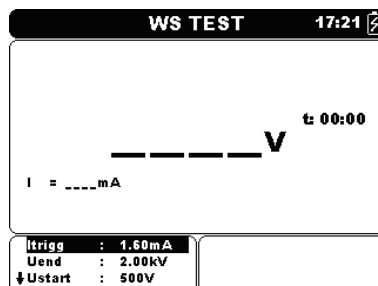 WS TEST 17:21
t: 00:00
____V
I = ____mA
Itrigg : 1.60mA
Uend : 2.00kV
↓Ustart : 500V